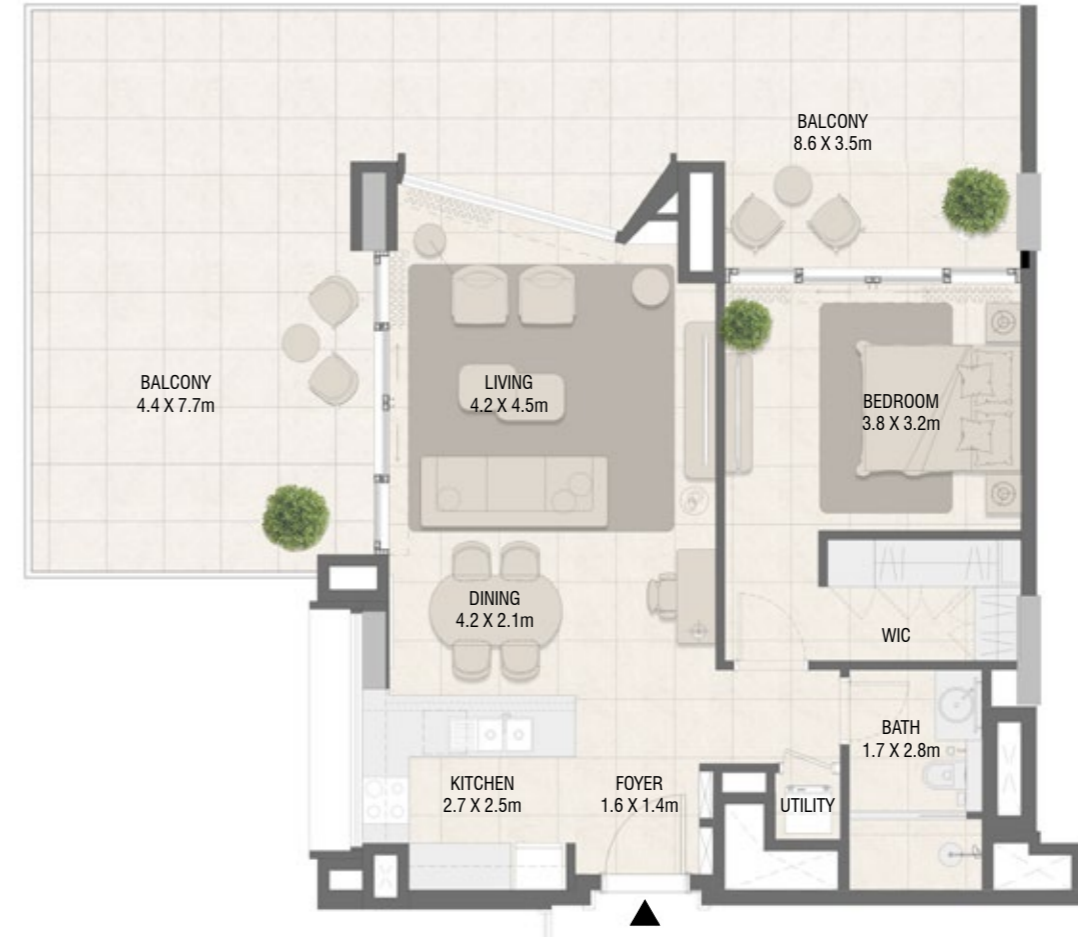 BALCONY
8.6 X 3.5m
BALCONY
4.4 X 7.7m
LIVING
4.2 X 4.5m
BEDROOM
3.8 X 3.2m
DINING
4.2 X 2.1m
WIC
BATH
1.7 X 2.8m
KITCHEN
2.7 X 2.5m
FOYER
1.6 X 1.4m
UTILITY